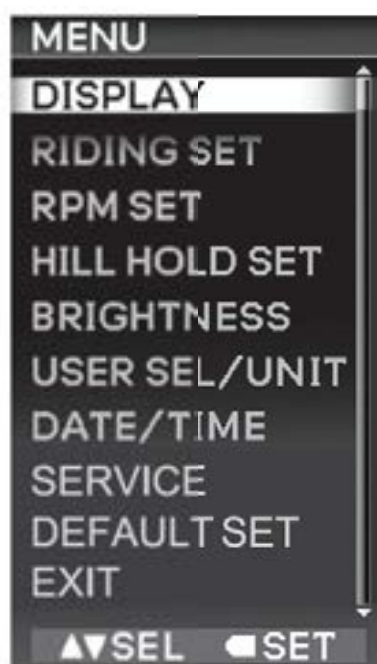 MENU
DISPLAY
RIDING SET
RPM SET
HILL HOLD SET
BRIGHTNESS
USER SEL/UNIT
DATE/TIME
SERVICE
DEFAULT SET
EXIT
▲▼SEL ◀SET